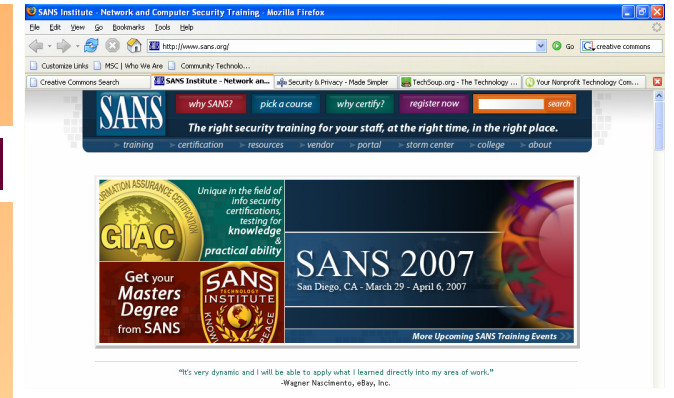 SANS Institute - Network and Computer Security Training - Mozilla Firefox
File Edit View Go Bookmarks Tools Help
http://www.sans.org/ Go creative commons
Customize Links MSC | Who We Are Community Technolo...
Creative Commons Search SANS Institute - Network an... Security & Privacy - Made Simpler TechSoup.org - The Technology ... Your Nonprofit Technology Com...
SANS why SANS? pick a course why certify? register now search
The right security training for your staff, at the right time, in the right place.
training certification resources vendor portal storm center college about
Unique in the field of
info security
certifications,
testing for
knowledge
&
practical ability
GIAC
Get your
Masters
Degree
from SANS
SANS
TECHNOLOGY
INSTITUTE
SANS 2007
San Diego, CA - March 29 - April 6, 2007
More Upcoming SANS Training Events >>
"It's very dynamic and I will be able to apply what I learned directly into my area of work."
-Wagner Nascimento, eBay, Inc.